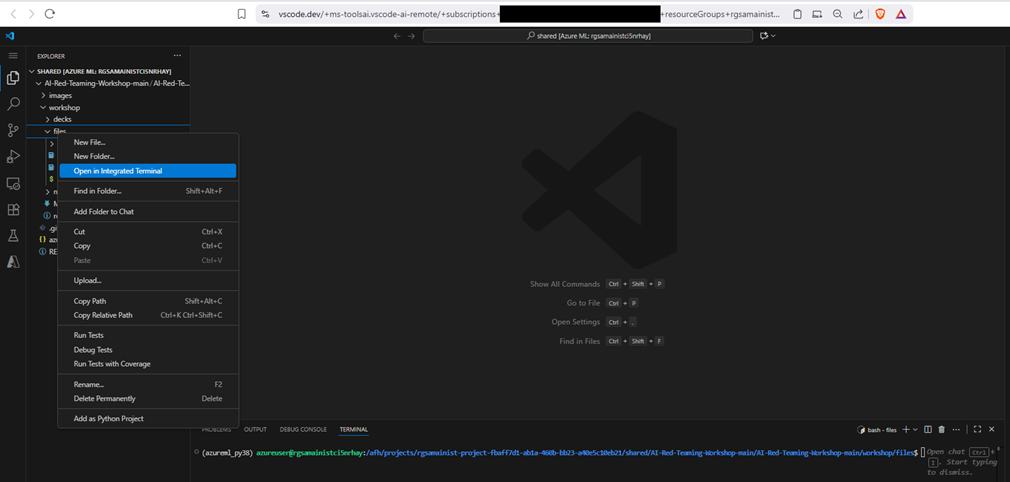 vscode.dev/+ms-toolsai.vscode-ai-remote/+subscriptions+ +resourceGroups+rgsamainist...
shared [Azure ML: rgsamainistci5nrhay]
EXPLORER ...
SHARED [AZURE ML: RGSAMAINISTCI5NRHAY]
AI-Red-Teaming-Workshop-main / AI-Red-Te...
images
workshop
decks
files
New File...
New Folder...
Open in Integrated Terminal
Find in Folder... Shift+Alt+F
Add Folder to Chat
Cut Ctrl+X
Copy Ctrl+C
Paste Ctrl+V
Upload...
Copy Path Shift+Alt+C
Copy Relative Path Ctrl+K Ctrl+Shift+C
Run Tests
Debug Tests
Run Tests with Coverage
Rename... F2
Delete Permanently Delete
Add as Python Project
Show All Commands Ctrl + Shift + P
Go to File Ctrl + P
Open Settings Ctrl + ,
Find in Files Ctrl + Shift + F
PROBLEMS OUTPUT DEBUG CONSOLE TERMINAL bash - files
(azureml_py38) azureuser@rgsamainistci5nrhay:/afh/projects/rgsamainist-project-fbaff7d1-ab1a-460b-bb23-a40e5c10eb21/shared/AI-Red-Teaming-Workshop-main/AI-Red-Teaming-Workshop-main/workshop/files$ Open chat Ctrl +
I . Start typing
to dismiss.